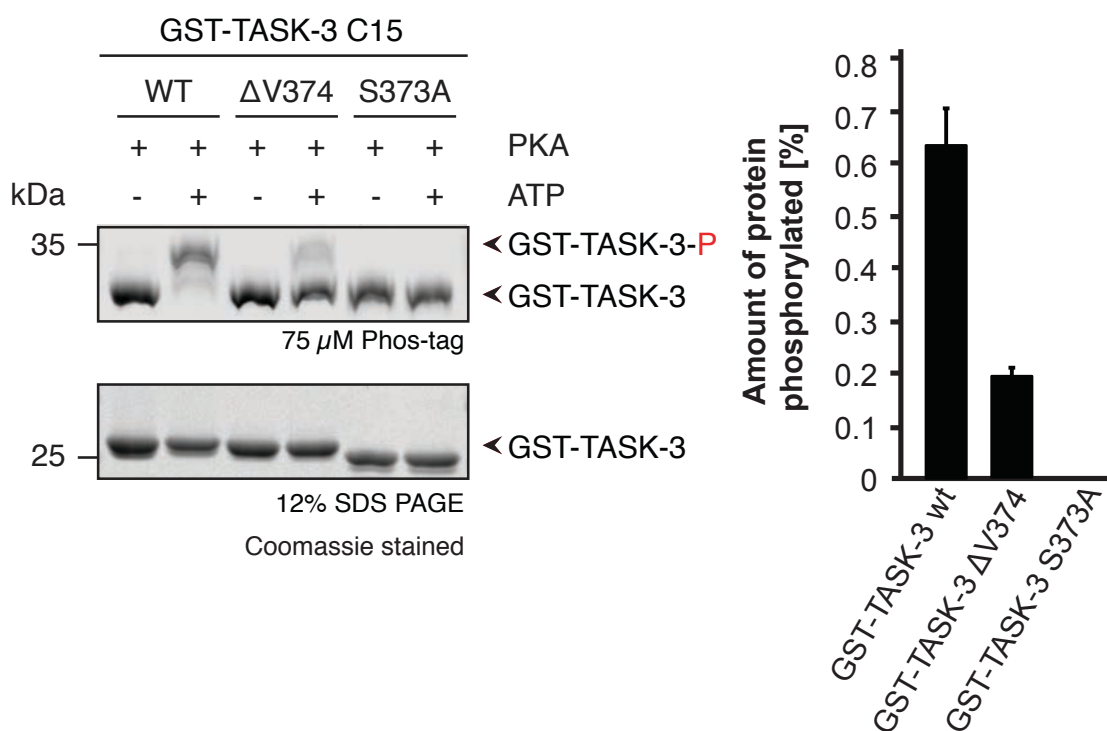 GST-TASK-3 C15
WT ΔV374 S373A
+ + + + + + PKA
kDa - + - + - + ATP
35 GST-TASK-3-P
GST-TASK-3
75 µM Phos-tag
25 GST-TASK-3
12% SDS PAGE
Coomassie stained
Amount of protein
phosphorylated [%]
0.8
0.7
0.6
0.5
0.4
0.3
0.2
0.1
0
GST-TASK-3 wt
GST-TASK-3 ΔV374
GST-TASK-3 S373A